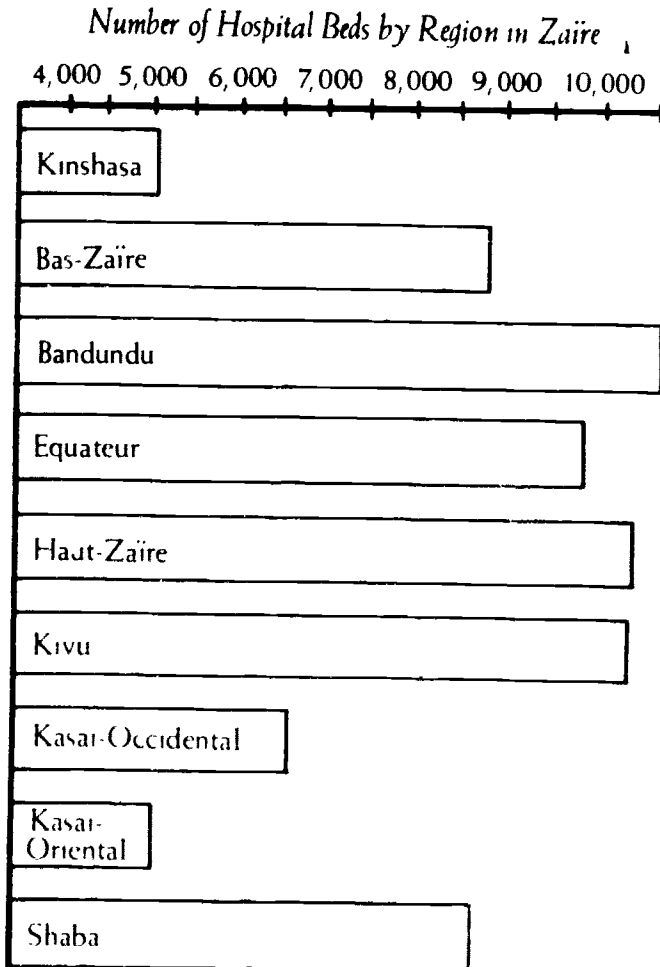 Number of Hospital Beds by Region in Zaïre
4,000 5,000 6,000 7,000 8,000 9,000 10,000
Kinshasa
Bas-Zaïre
Bandundu
Equateur
Haut-Zaïre
Kivu
Kasai-Occidental
Kasai-
Oriental
Shaba